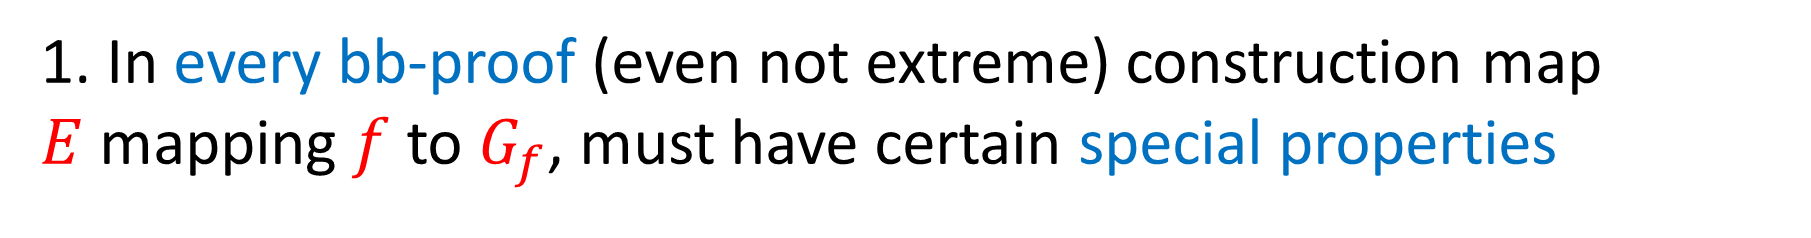 1. In every bb-proof (even not extreme) construction map
E mapping f to G_f, must have certain special properties